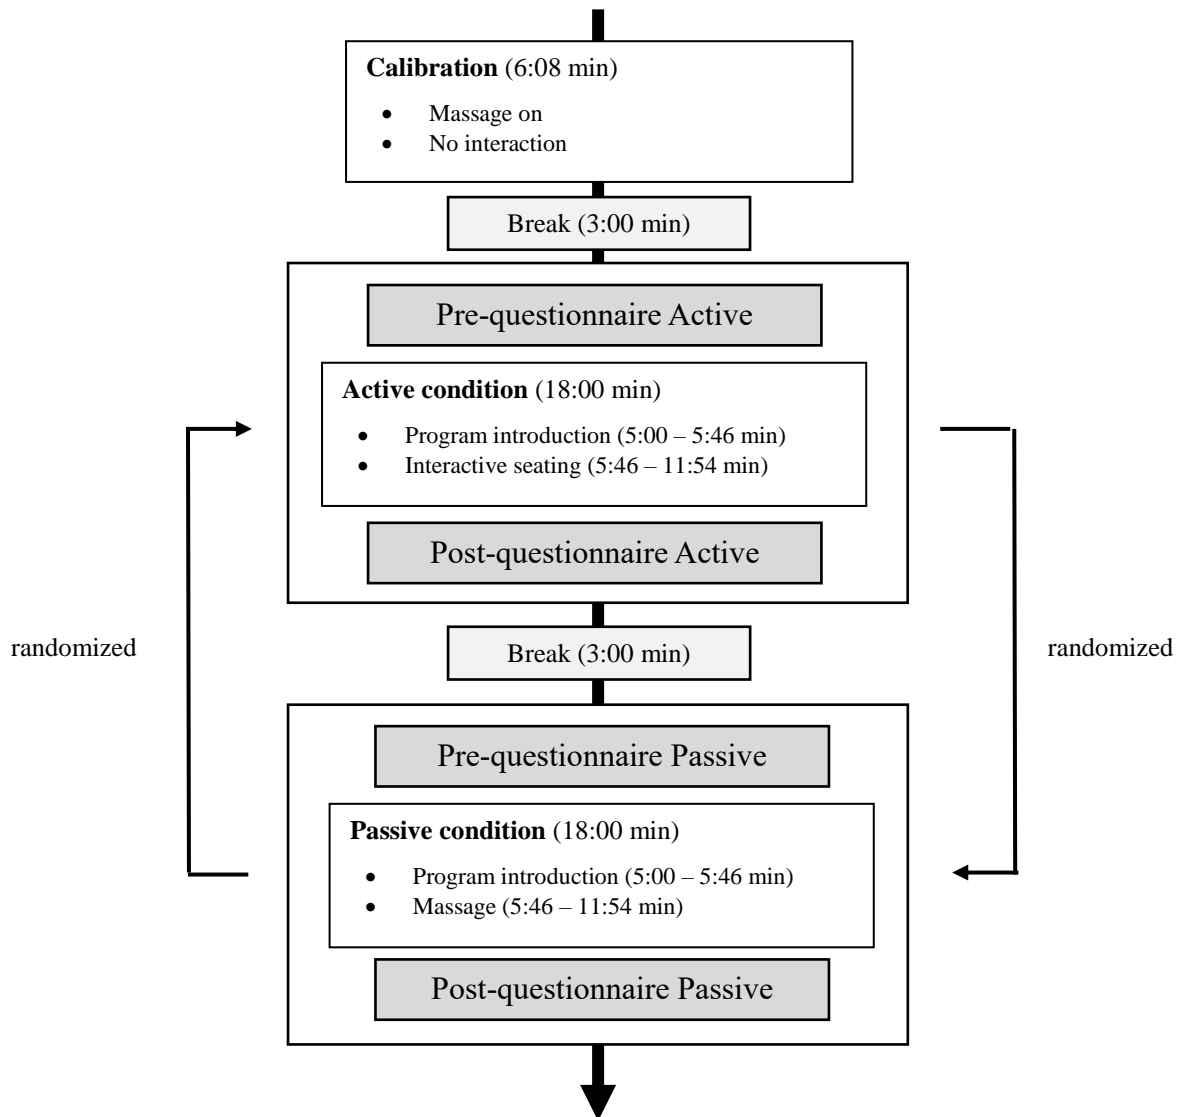 Calibration (6:08 min)
• Massage on
• No interaction
Break (3:00 min)
Pre-questionnaire Active
Active condition (18:00 min)
• Program introduction (5:00 – 5:46 min)
• Interactive seating (5:46 – 11:54 min)
Post-questionnaire Active
randomized
Break (3:00 min)
randomized
Pre-questionnaire Passive
Passive condition (18:00 min)
• Program introduction (5:00 – 5:46 min)
• Massage (5:46 – 11:54 min)
Post-questionnaire Passive